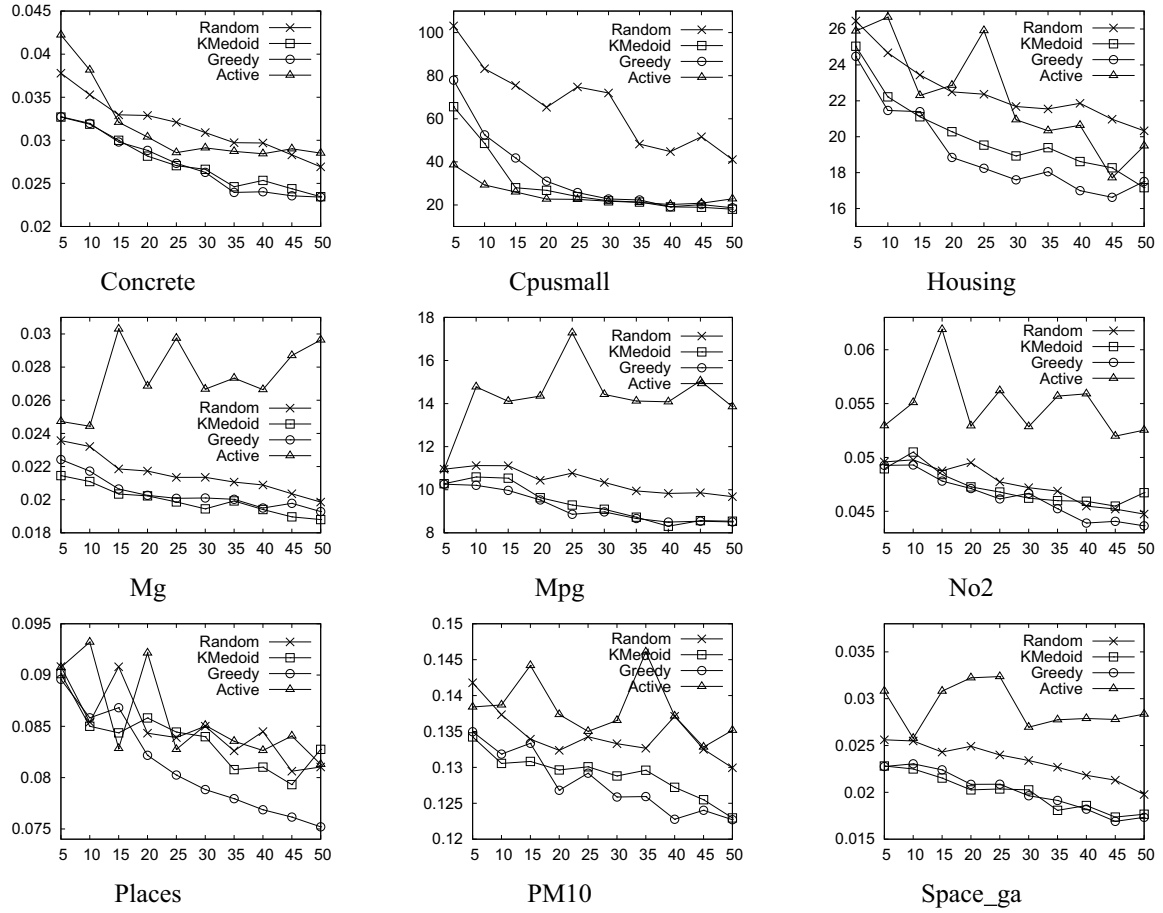 0.045
0.04
0.035
0.03
0.025
0.02
Random
KMedoid
Greedy
Active
5 10 15 20 25 30 35 40 45 50
Concrete
100
80
60
40
20
Random
KMedoid
Greedy
Active
5 10 15 20 25 30 35 40 45 50
Cpusmall
26
24
22
20
18
16
Random
KMedoid
Greedy
Active
5 10 15 20 25 30 35 40 45 50
Housing
0.03
0.028
0.026
0.024
0.022
0.02
0.018
Random
KMedoid
Greedy
Active
5 10 15 20 25 30 35 40 45 50
Mg
18
16
14
12
10
8
Random
KMedoid
Greedy
Active
5 10 15 20 25 30 35 40 45 50
Mpg
0.06
0.055
0.05
0.045
Random
KMedoid
Greedy
Active
5 10 15 20 25 30 35 40 45 50
No2
0.095
0.09
0.085
0.08
0.075
Random
KMedoid
Greedy
Active
5 10 15 20 25 30 35 40 45 50
Places
0.15
0.145
0.14
0.135
0.13
0.125
0.12
Random
KMedoid
Greedy
Active
5 10 15 20 25 30 35 40 45 50
PM10
0.035
0.03
0.025
0.02
0.015
Random
KMedoid
Greedy
Active
5 10 15 20 25 30 35 40 45 50
Space_ga